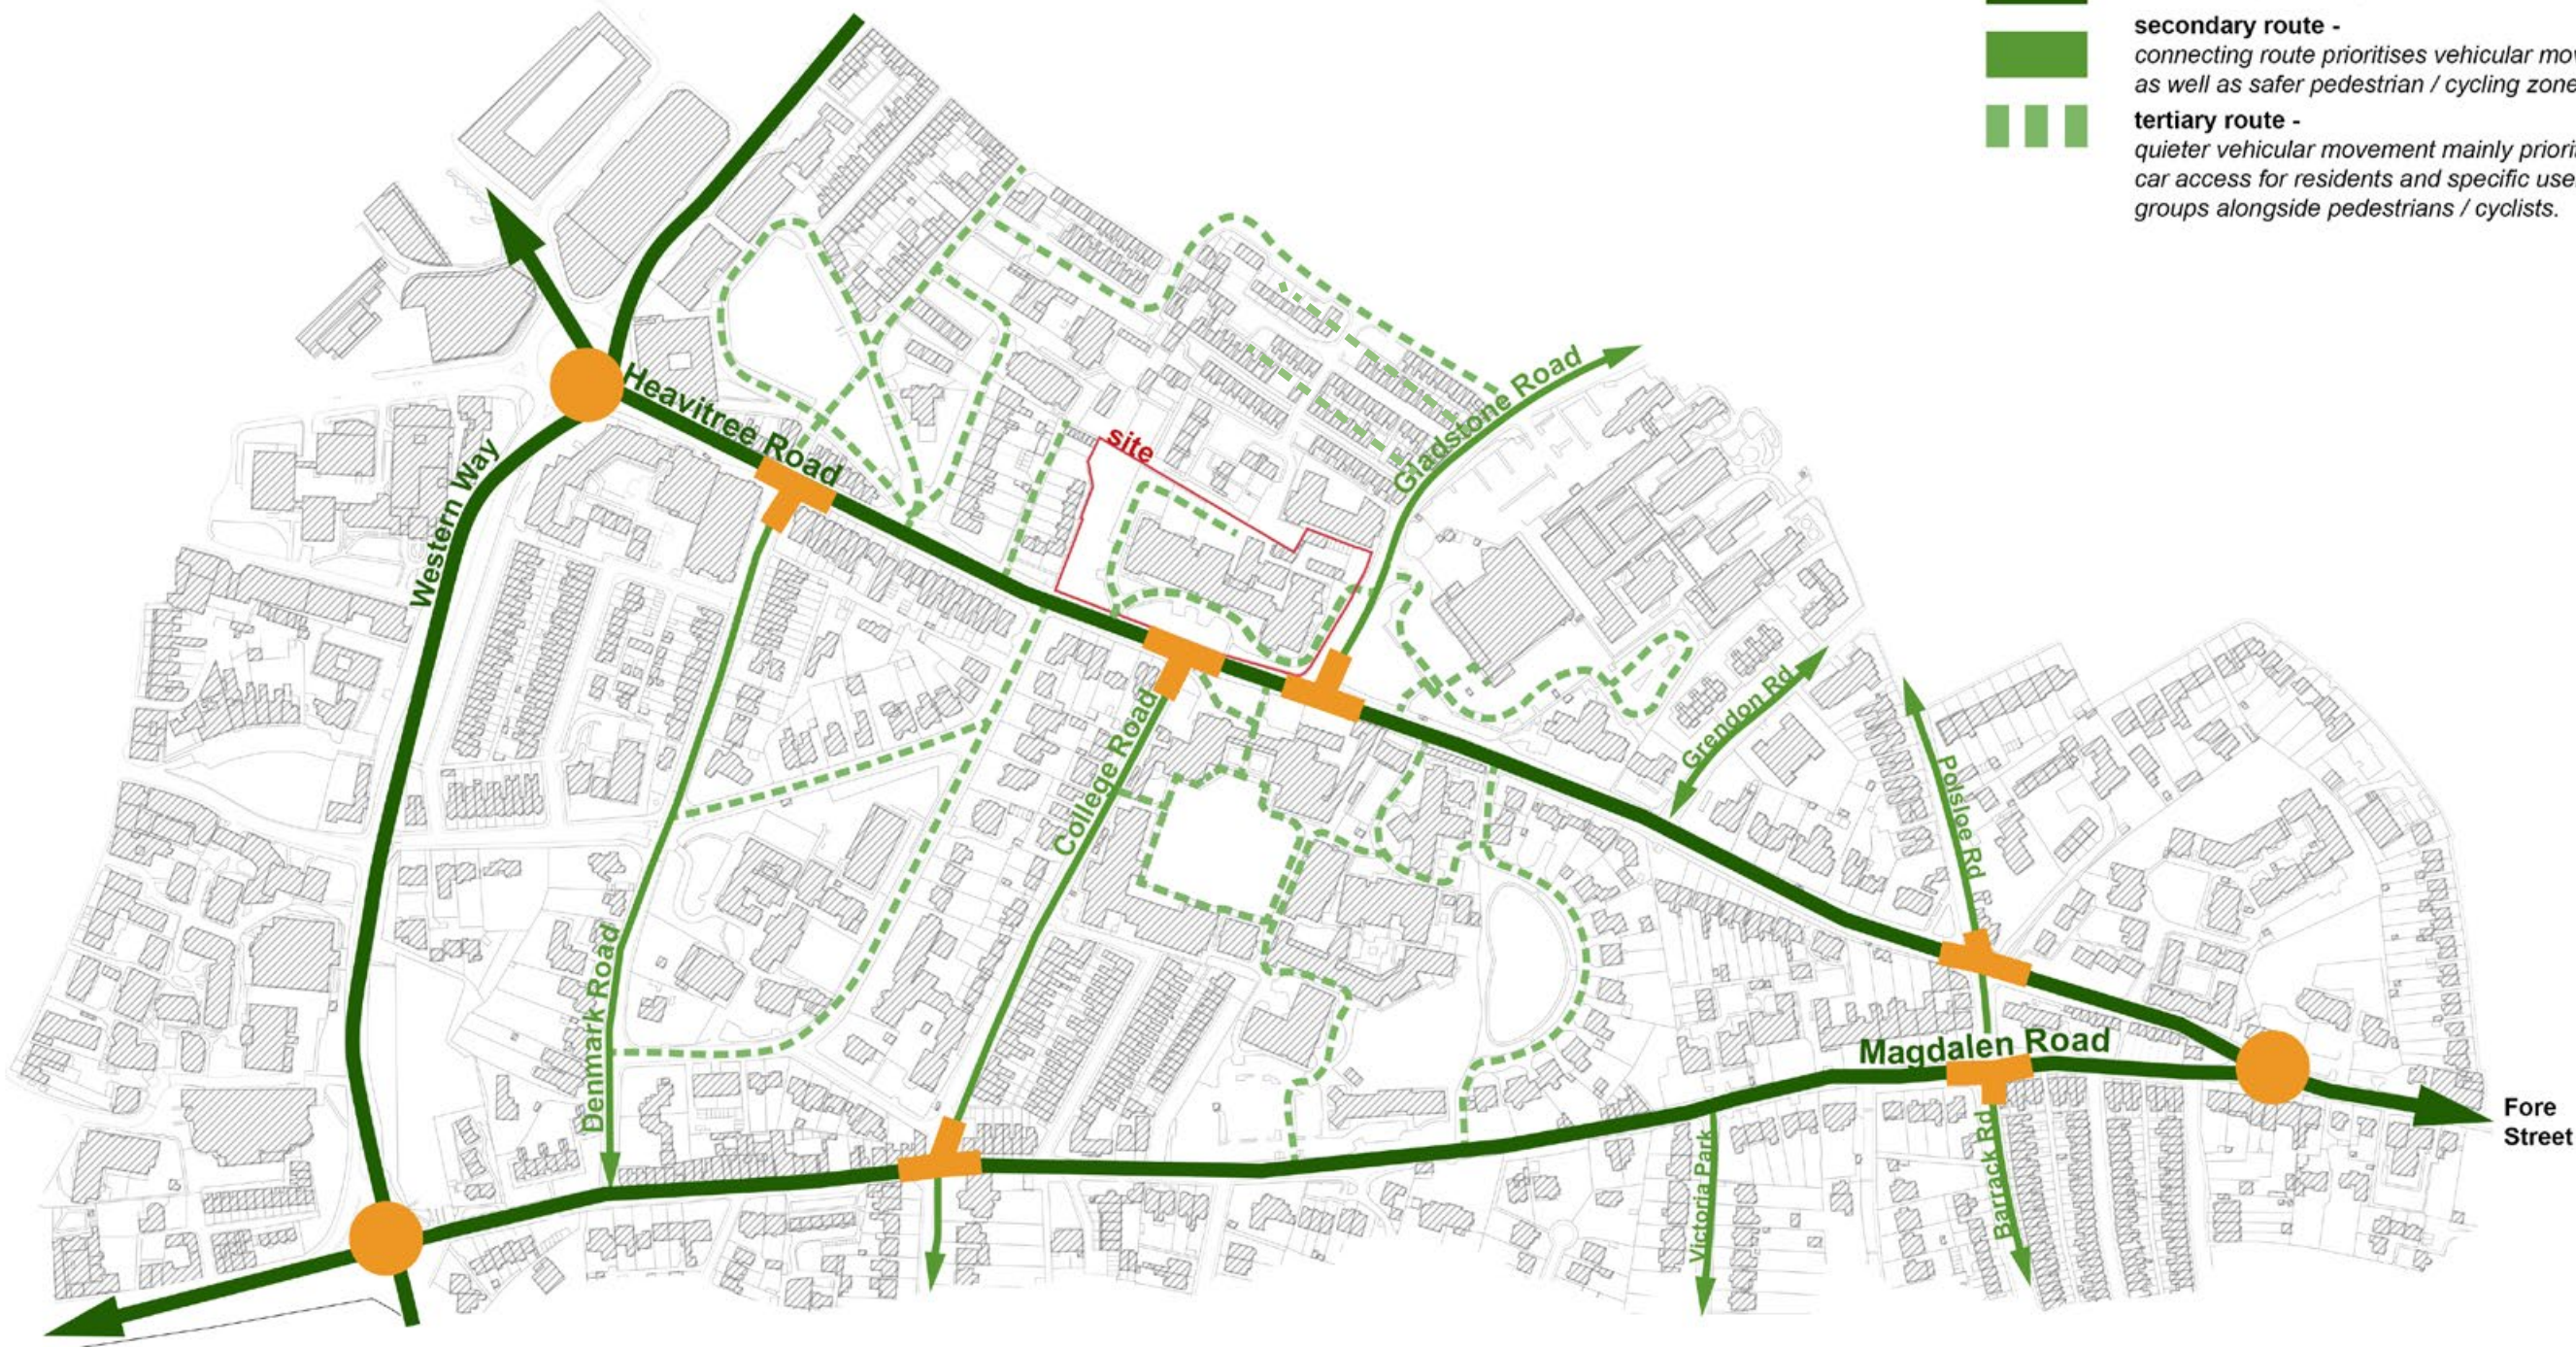 secondary route -
connecting route prioritises vehicular mo
as well as safer pedestrian / cycling zone
tertiary route -
quieter vehicular movement mainly priorit
car access for residents and specific use
groups alongside pedestrians / cyclists.
Heavitree Road
Western Way
site
Gladstone Road
College Road
Grendon Rd
Polsloe Rd
Denmark Road
Magdalen Road
Victoria Park
Barrack Rd
Fore
Street